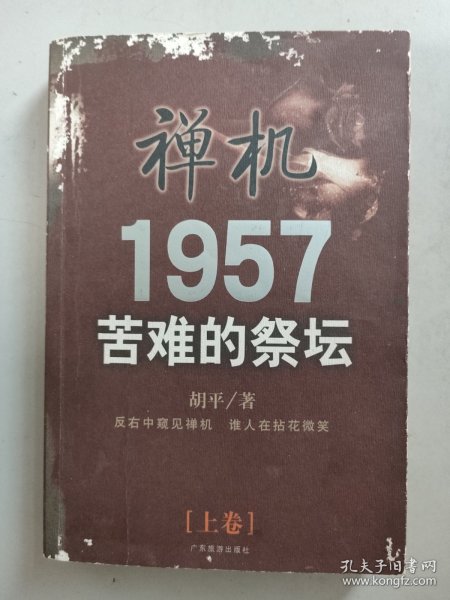 禅机
1957
苦难的祭坛
胡平/著
反右中窥见禅机 谁人在拈花微笑
[上卷]
广东旅游出版社
孔夫子旧书网
www.kongfz.com